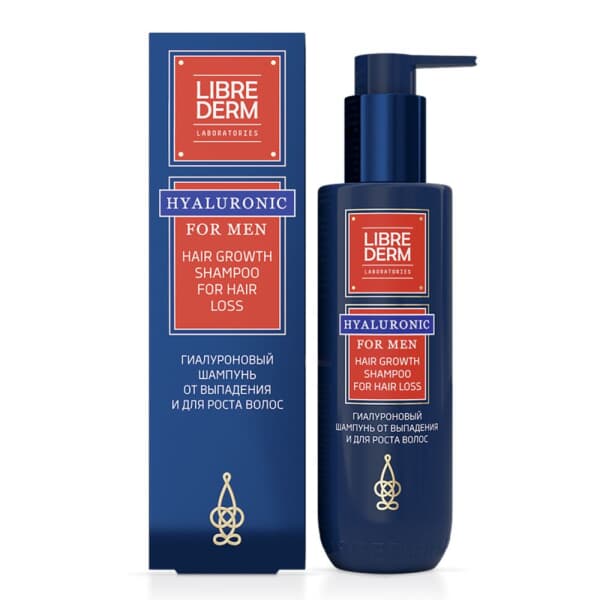 LIBRE
DERM
LABORATORIES
HYALURONIC
FOR MEN
HAIR GROWTH
SHAMPOO
FOR HAIR
LOSS
ГИАЛУРОНОВЫЙ
ШАМПУНЬ
ОТ ВЫПАДЕНИЯ
И ДЛЯ РОСТА ВОЛОС
LIBRE
DERM
LABORATORIES
HYALURONIC
FOR MEN
HAIR GROWTH
SHAMPOO
FOR HAIR LOSS
ГИАЛУРОНОВЫЙ
ШАМПУНЬ ОТ ВЫПАДЕНИЯ
И ДЛЯ РОСТА ВОЛОС